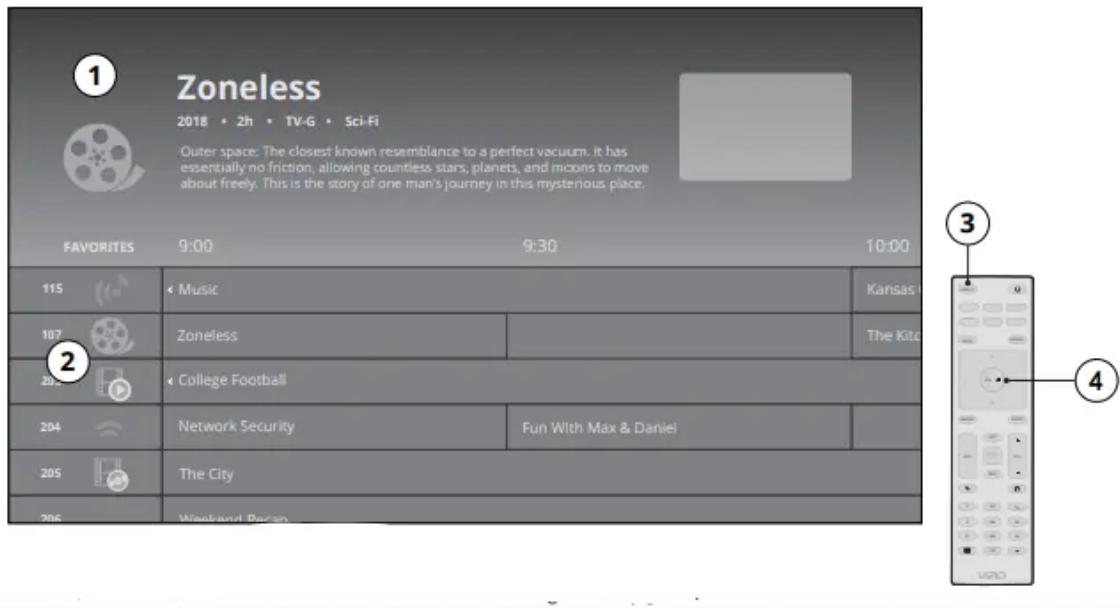 1
Zoneless
2018 • 2h • TV-G • Sci-Fi
Outer space: The closest known resemblance to a perfect vacuum. It has
essentially no friction, allowing countless stars, planets, and moons to move
about freely. This is the story of one man's journey in this mysterious place.
3
FAVORITES 9:00 9:30 10:00
115 Music Kansas
107 Zoneless The
2
College Football
4
204 Network Security Fun With Max & Daniel
205 The City
206 Weekend Recap
VIZIO